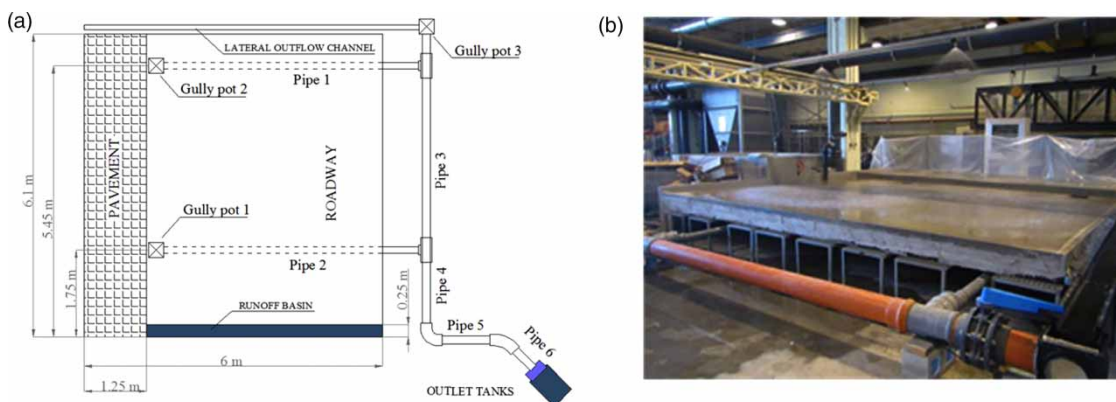 (a)
LATERAL OUTFLOW CHANNEL
Gully pot 3
Pipe 1
Gully pot 2
6.1 m
5.45 m
PAVEMENT
ROADWAY
Pipe 3
Gully pot 1
Pipe 2
1.75 m
Pipe 4
0.25 m
RUNOFF BASIN
Pipe 5
Pipe 6
6 m
1.25 m
OUTLET TANKS
(b)